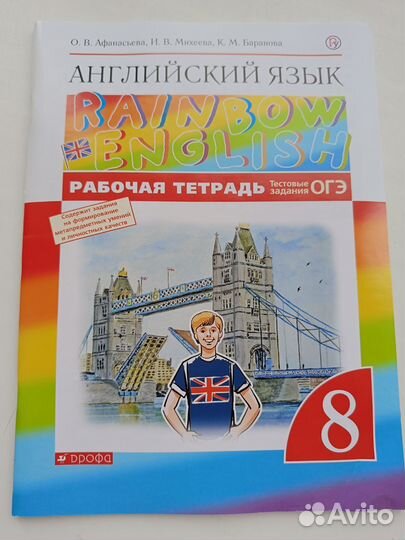 О. В. Афанасьева, И. В. Михеева, К. М. Баранова
АНГЛИЙСКИЙ ЯЗЫК
RAINBOW
ENGLISH
РАБОЧАЯ ТЕТРАДЬ Тестовые задания ОГЭ
Содержит задания
на формирование
метапредметных умений
и личностных качеств
8
ДРОФА
Avito